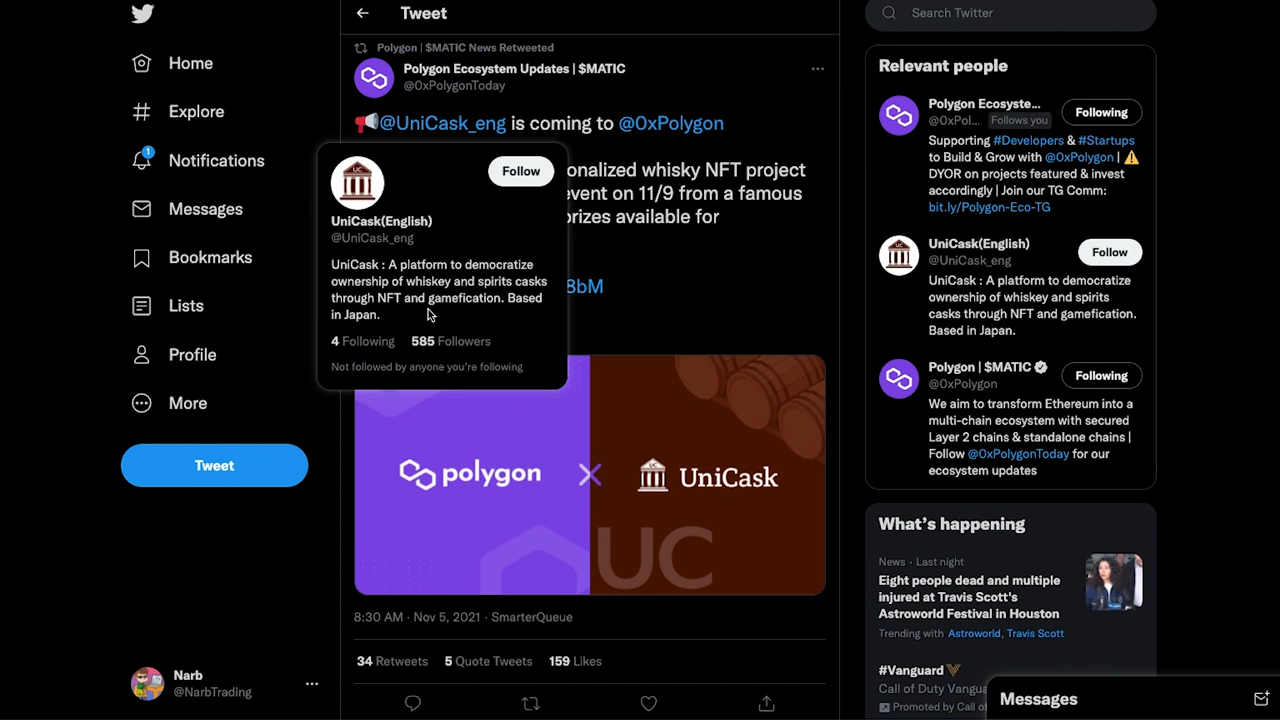 Home
Explore
1
Notifications
Messages
Bookmarks
Lists
Profile
More
Tweet
Narb
@NarbTrading
Tweet
Polygon | $MATIC News Retweeted
Polygon Ecosystem Updates | $MATIC
@0xPolygonToday
@UniCask_eng is coming to @0xPolygon
onalized whisky NFT project
event on 11/9 from a famous
prizes available for
8bM
Follow
UniCask(English)
@UniCask_eng
UniCask : A platform to democratize
ownership of whiskey and spirits casks
through NFT and gamefication. Based
in Japan.
4 Following 585 Followers
Not followed by anyone you're following
polygon
UC
UniCask
UC
8:30 AM · Nov 5, 2021 · SmarterQueue
34 Retweets 5 Quote Tweets 159 Likes
Search Twitter
Relevant people
Polygon Ecosyste...
@0xPol... Follows you
Following
Supporting #Developers & #Startups
to Build & Grow with @0xPolygon | ⚠️
DYOR on projects featured & invest
accordingly | Join our TG Comm:
bit.ly/Polygon-Eco-TG
UniCask(English)
@UniCask_eng
Follow
UniCask : A platform to democratize
ownership of whiskey and spirits
casks through NFT and gamefication.
Based in Japan.
Polygon | $MATIC
@0xPolygon
Following
We aim to transform Ethereum into a
multi-chain ecosystem with secured
Layer 2 chains & standalone chains |
Follow @0xPolygonToday for our
ecosystem updates
What's happening
News · Last night
Eight people dead and multiple
injured at Travis Scott's
Astroworld Festival in Houston
Trending with Astroworld, Travis Scott
#Vanguard
Call of Duty Vangua
Promoted by Call of
Messages